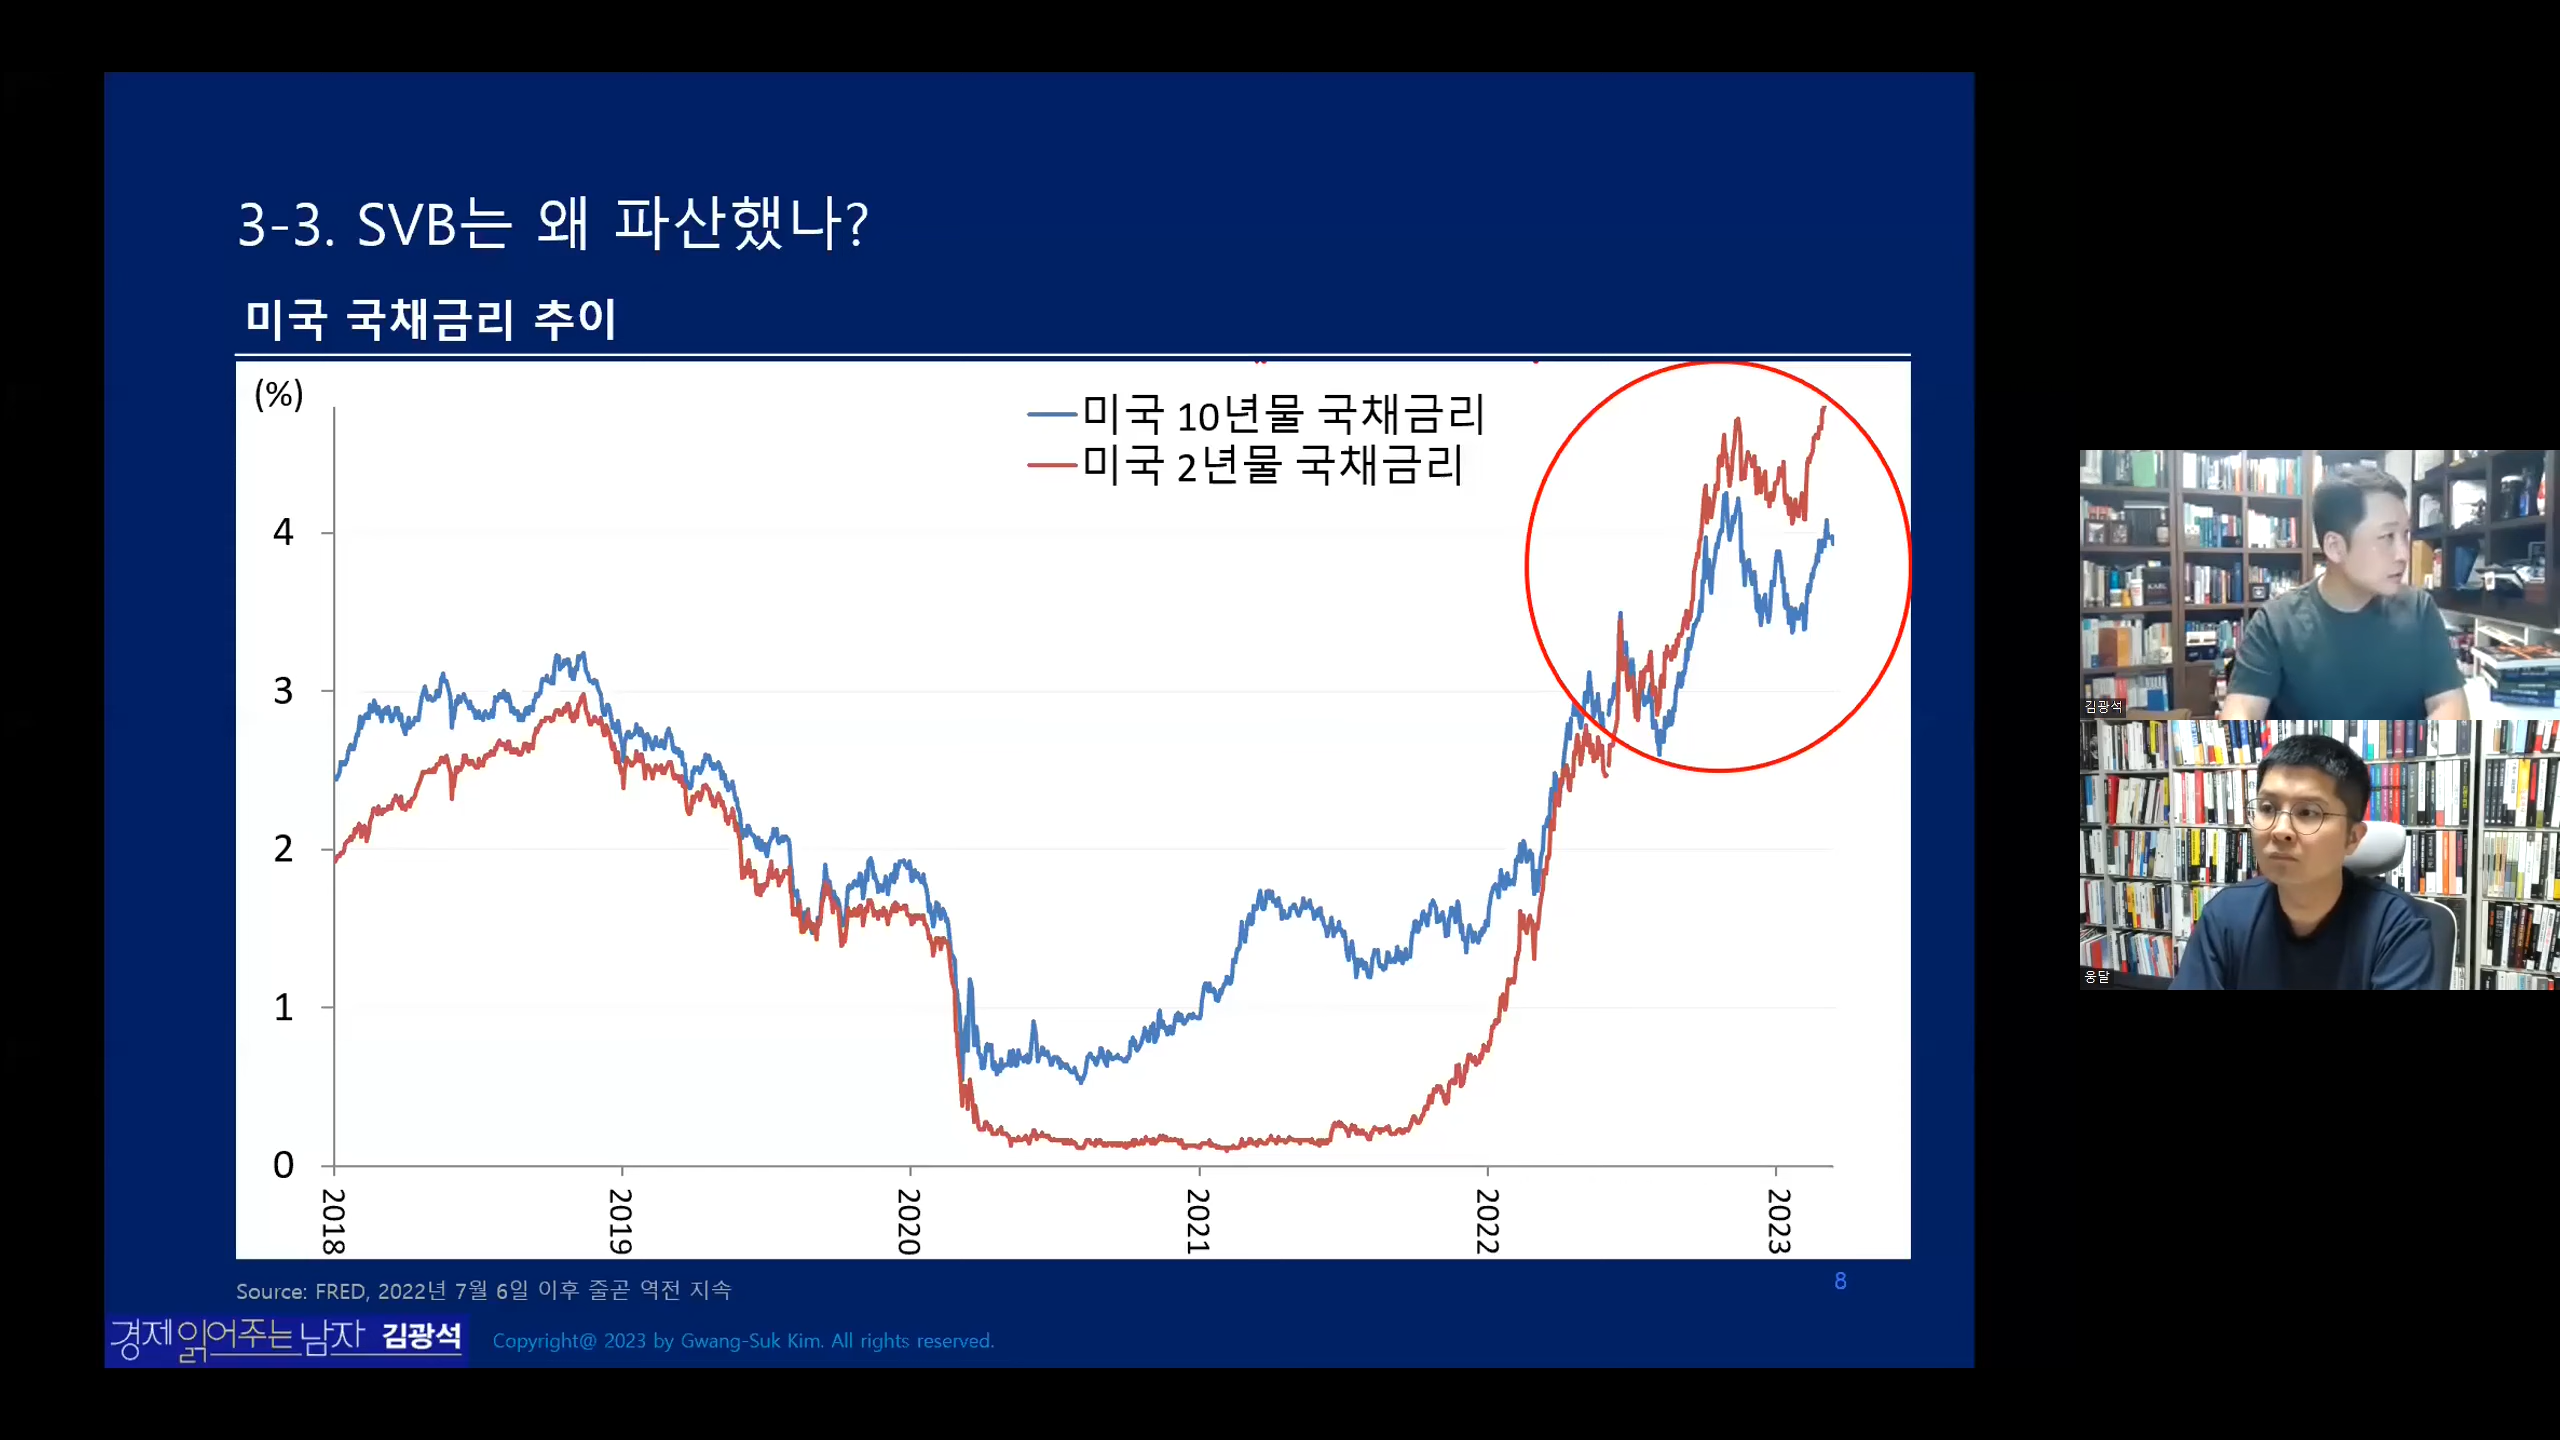 3-3. SVB는 왜 파산했나?
미국 국채금리 추이
(%)
미국 10년물 국채금리
미국 2년물 국채금리
4
3
2
1
0
2018
2019
2020
2021
2022
2023
Source: FRED, 2022년 7월 6일 이후 줄곧 역전 지속
8
경제 읽어주는 남자 김광석
Copyright@ 2023 by Gwang-Suk Kim. All rights reserved.
김광석
웅달